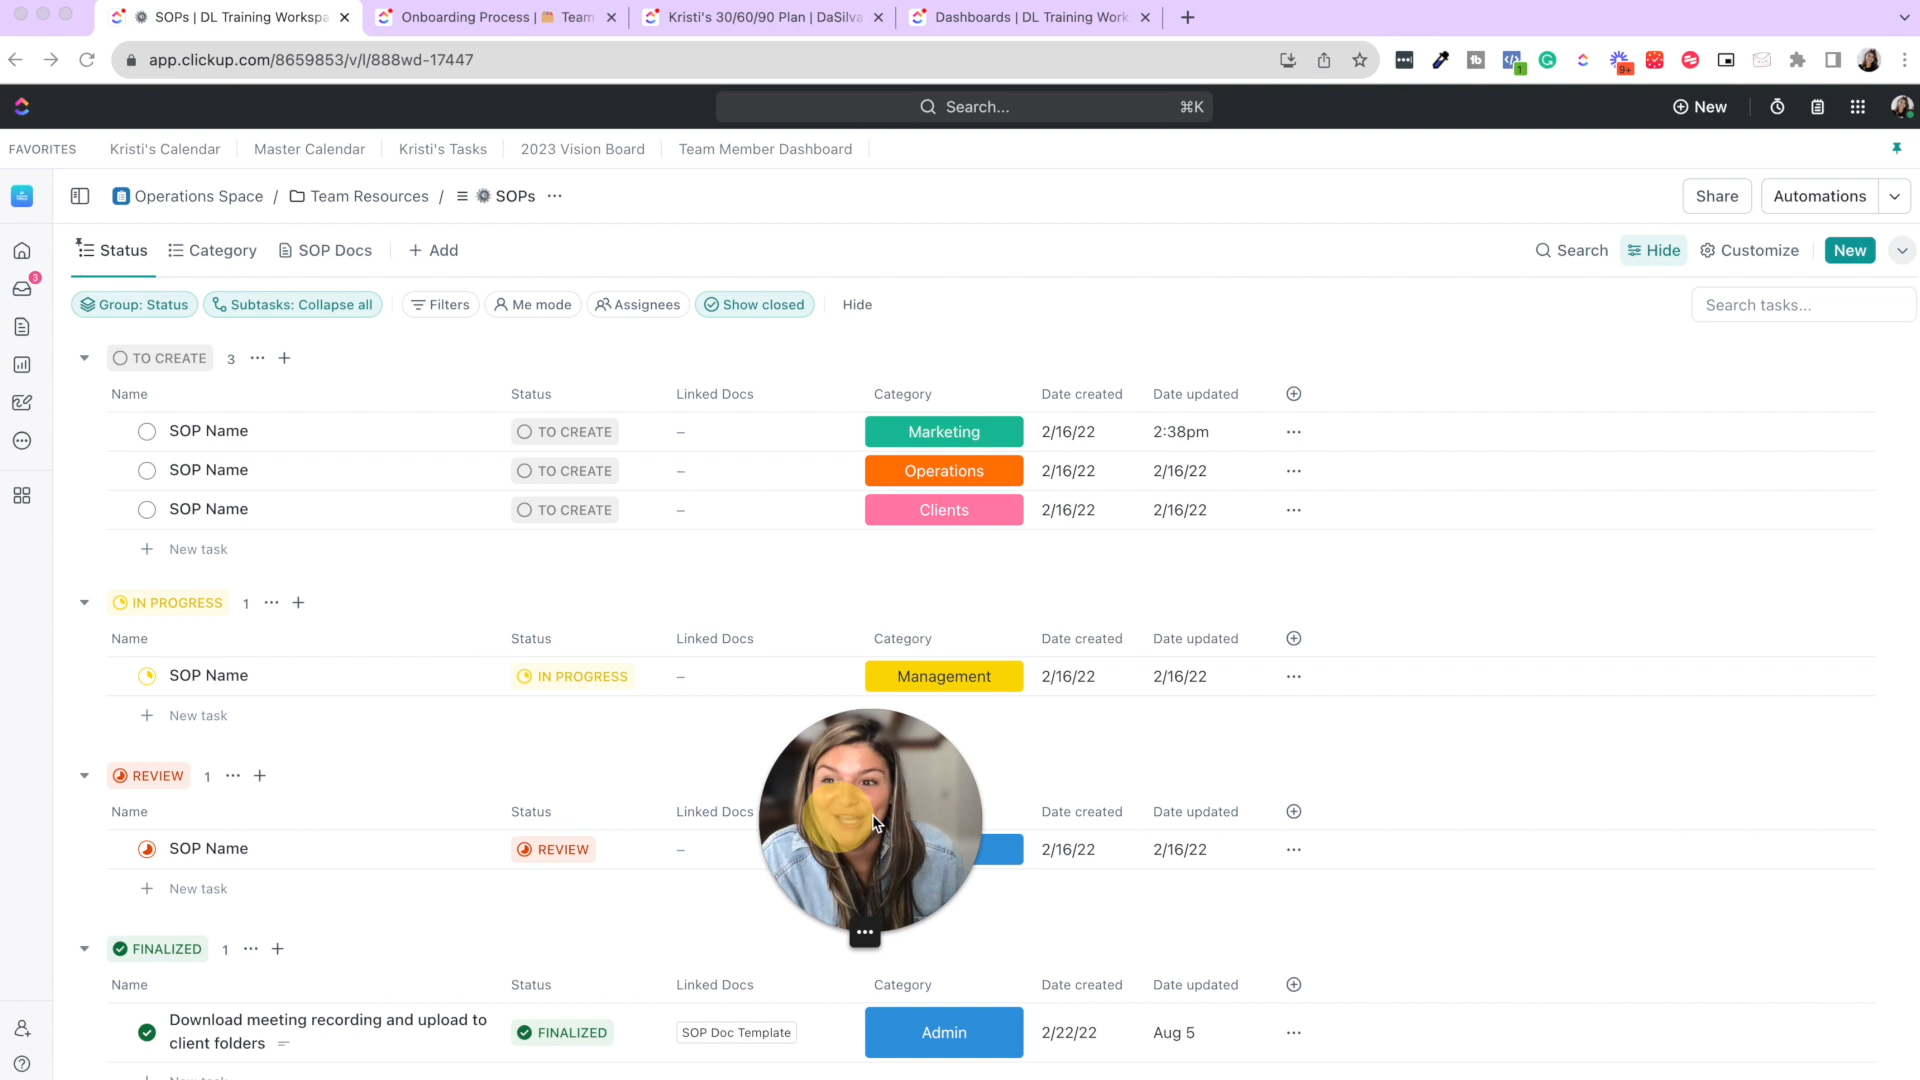 SOPs | DL Training Workspa
Onboarding Process | Team
Kristi's 30/60/90 Plan | DaSilva
Dashboards | DL Training Work
app.clickup.com/8659853/v/l/888wd-17447
1
9+
Search...
⌘K
New
FAVORITES
Kristi's Calendar
Master Calendar
Kristi's Tasks
2023 Vision Board
Team Member Dashboard
Operations Space / Team Resources / SOPs
Share
Automations
Status
Category
SOP Docs
+ Add
Search
Hide
Customize
New
3
Group: Status
Subtasks: Collapse all
Filters
Me mode
Assignees
Show closed
Hide
Search tasks...
TO CREATE 3
Name Status Linked Docs Category Date created Date updated
SOP Name TO CREATE – Marketing 2/16/22 2:38pm
SOP Name TO CREATE – Operations 2/16/22 2/16/22
SOP Name TO CREATE – Clients 2/16/22 2/16/22
+ New task
IN PROGRESS 1
Name Status Linked Docs Category Date created Date updated
SOP Name IN PROGRESS – Management 2/16/22 2/16/22
+ New task
REVIEW 1
Name Status Linked Docs Date created Date updated
SOP Name REVIEW – 2/16/22 2/16/22
+ New task
FINALIZED 1
Name Status Linked Docs Category Date created Date updated
Download meeting recording and upload to
client folders
FINALIZED SOP Doc Template Admin 2/22/22 Aug 5
New task